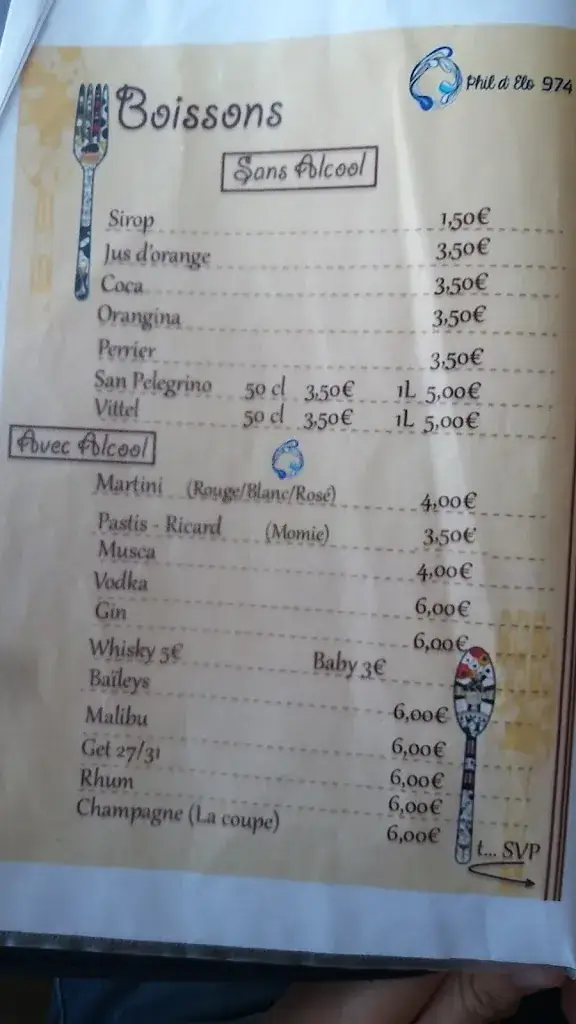 Phil d Elo 974
Boissons
Sans Alcool
Sirop 1,50€
Jus d'orange 3,50€
Coca 3,50€
Orangina 3,50€
Perrier 3,50€
San Pelegrino 50 cl 3,50€ 1L 5,00€
Vittel 50 cl 3,50€ 1L 5,00€
Avec Alcool
Martini (Rouge/Blanc/Rosé) 4,00€
Pastis - Ricard (Momie) 3,50€
Musca 4,00€
Vodka 6,00€
Gin 6,00€
Whisky 5€ Baby 3€
Baileys 6,00€
Malibu 6,00€
Get 27/31 6,00€
Rhum 6,00€
Champagne (La coupe) 6,00€
t... SVP